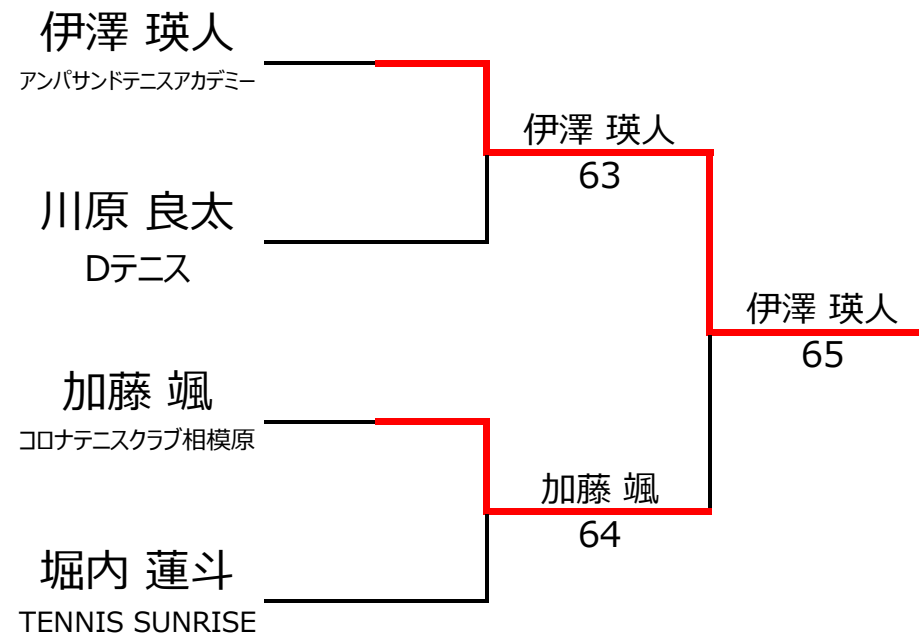 伊澤 瑛人
アンパサンドテニスアカデミー
伊澤 瑛人
63
川原 良太
Dテニス
伊澤 瑛人
65
加藤 颯
コロナテニスクラブ相模原
加藤 颯
64
堀内 蓮斗
TENNIS SUNRISE